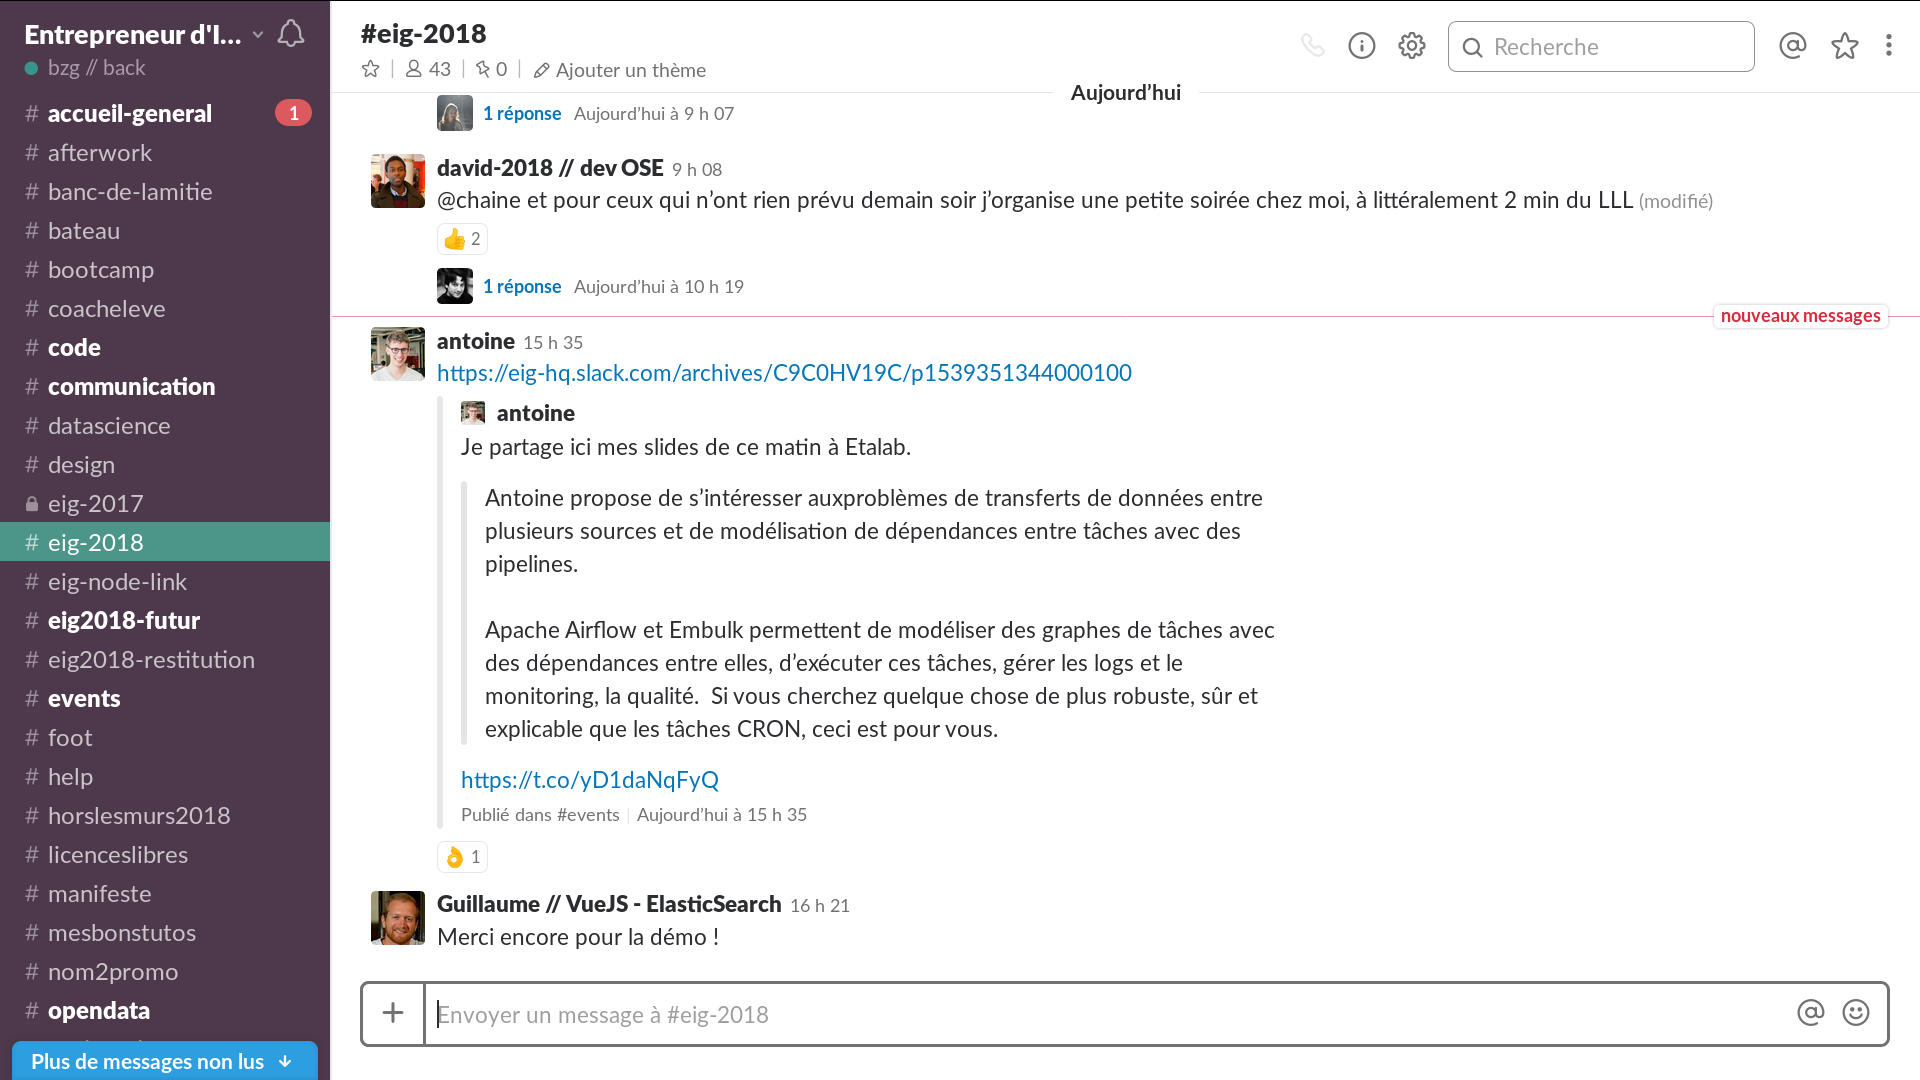 Entrepreneur d'I...
bzg // back
# accueil-general 1
# afterwork
# banc-de-lamitie
# bateau
# bootcamp
# coacheleve
# code
# communication
# datascience
# design
eig-2017
# eig-2018
# eig-node-link
# eig2018-futur
# eig2018-restitution
# events
# foot
# help
# horslesmurs2018
# licenceslibres
# manifeste
# mesbonstutos
# nom2promo
# opendata
Plus de messages non lus ↓
#eig-2018
43 | 0 | Ajouter un thème
Recherche
Aujourd’hui
1 réponse Aujourd’hui à 9 h 07
david-2018 // dev OSE 9 h 08
@chaine et pour ceux qui n’ont rien prévu demain soir j’organise une petite soirée chez moi, à littéralement 2 min du LLL (modifié)
2
1 réponse Aujourd’hui à 10 h 19
nouveaux messages
antoine 15 h 35
https://eig-hq.slack.com/archives/C9C0HV19C/p1539351344000100
antoine
Je partage ici mes slides de ce matin à Etalab.
Antoine propose de s’intéresser auxproblèmes de transferts de données entre
plusieurs sources et de modélisation de dépendances entre tâches avec des
pipelines.
Apache Airflow et Embulk permettent de modéliser des graphes de tâches avec
des dépendances entre elles, d’exécuter ces tâches, gérer les logs et le
monitoring, la qualité.  Si vous cherchez quelque chose de plus robuste, sûr et
explicable que les tâches CRON, ceci est pour vous.
https://t.co/yD1daNqFyQ
Publié dans #events | Aujourd’hui à 15 h 35
1
Guillaume // VueJS - ElasticSearch 16 h 21
Merci encore pour la démo !
+ Envoyer un message à #eig-2018 @